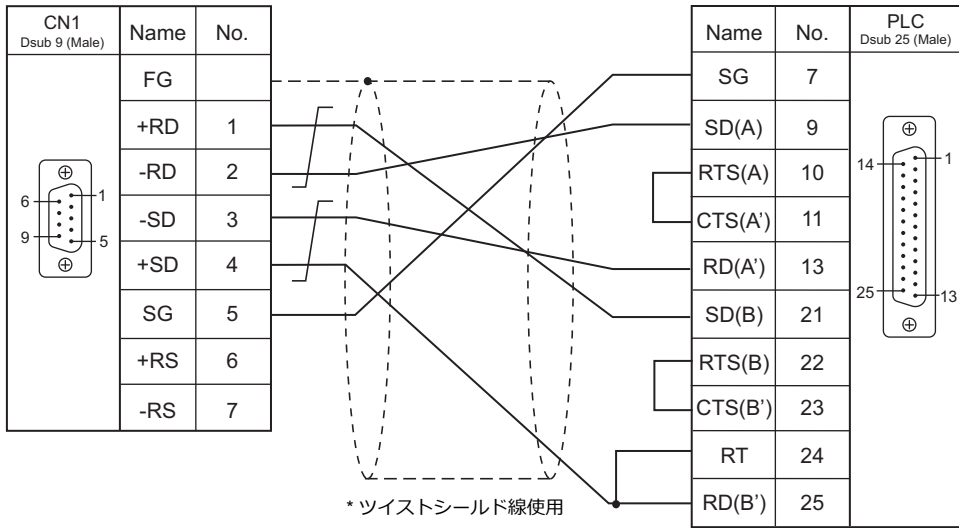 CN1
Dsub 9 (Male)
Name No.
FG
+RD 1
-RD 2
-SD 3
+SD 4
SG 5
+RS 6
-RS 7
6
1
9
5
* ツイストシールド線使用
Name No.
PLC
Dsub 25 (Male)
SG 7
SD(A) 9
RTS(A) 10
CTS(A’) 11
RD(A’) 13
SD(B) 21
RTS(B) 22
CTS(B’) 23
RT 24
RD(B’) 25
14
1
25
13